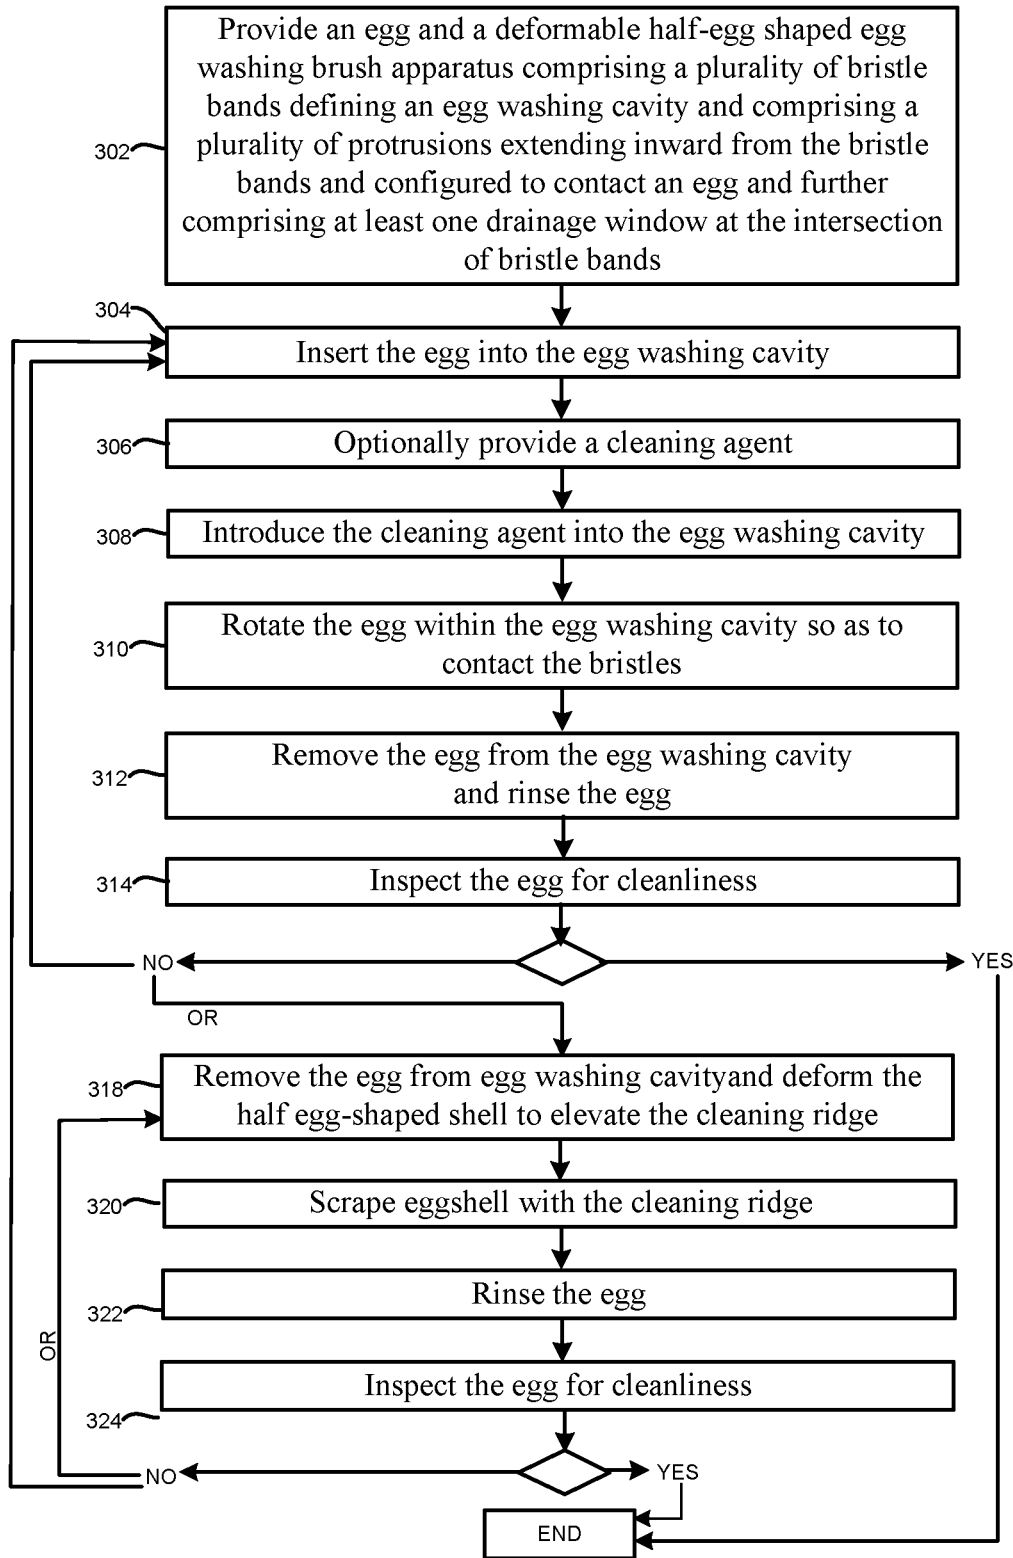 Provide an egg and a deformable half-egg shaped egg
washing brush apparatus comprising a plurality of bristle
bands defining an egg washing cavity and comprising a
plurality of protrusions extending inward from the bristle
bands and configured to contact an egg and further
comprising at least one drainage window at the intersection
of bristle bands
302
304
Insert the egg into the egg washing cavity
306
Optionally provide a cleaning agent
308
Introduce the cleaning agent into the egg washing cavity
310
Rotate the egg within the egg washing cavity so as to
contact the bristles
312
Remove the egg from the egg washing cavity
and rinse the egg
314
Inspect the egg for cleanliness
NO
YES
OR
318
Remove the egg from egg washing cavityand deform the
half egg-shaped shell to elevate the cleaning ridge
320
Scrape eggshell with the cleaning ridge
322
Rinse the egg
OR
Inspect the egg for cleanliness
324
NO
YES
END